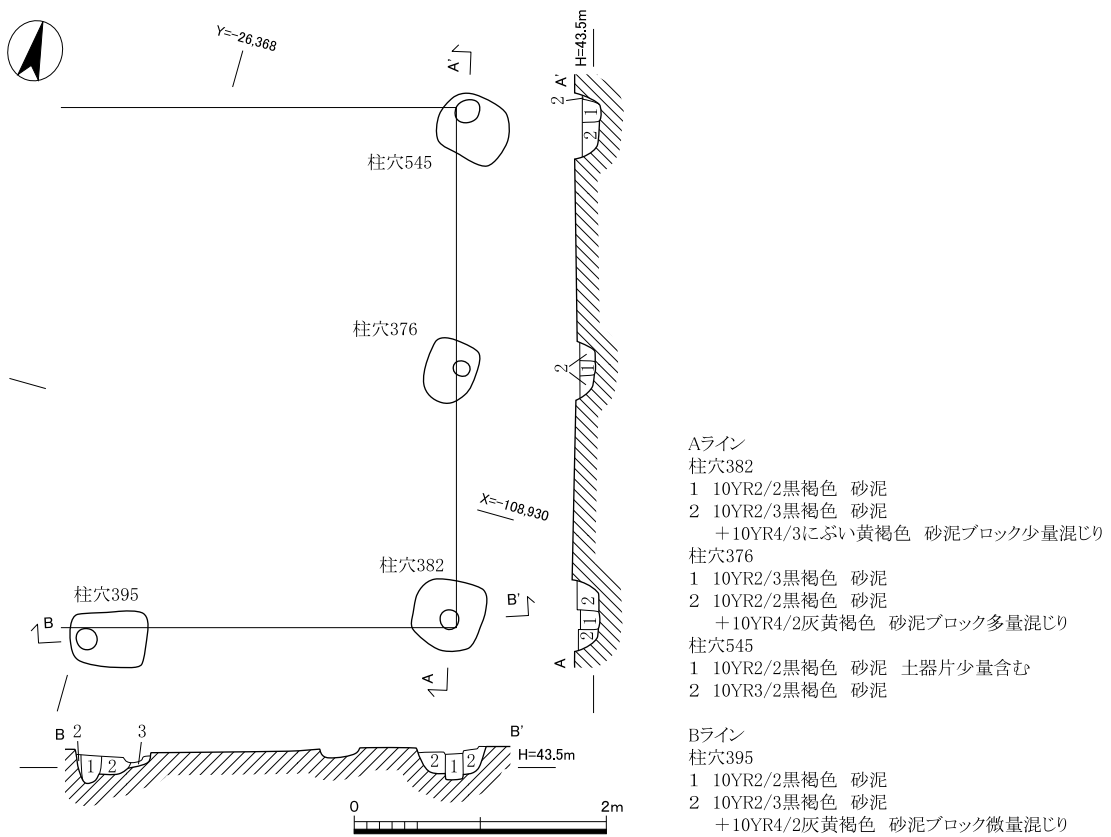 Y=-26,368
A'
H=43.5m
A'
2
1
2
柱穴545
柱穴376
2
1
X=-108,930
柱穴382
柱穴395
B
B'
2
1
2
A
A
B
2
3
B'
1
2
2
1
2
H=43.5m
0
2m
Aライン
柱穴382
1 10YR2/2黒褐色 砂泥
2 10YR2/3黒褐色 砂泥
+10YR4/3にぶい黄褐色 砂泥ブロック少量混じり
柱穴376
1 10YR2/3黒褐色 砂泥
2 10YR2/2黒褐色 砂泥
+10YR4/2灰黄褐色 砂泥ブロック多量混じり
柱穴545
1 10YR2/2黒褐色 砂泥 土器片少量含む
2 10YR3/2黒褐色 砂泥
Bライン
柱穴395
1 10YR2/2黒褐色 砂泥
2 10YR2/3黒褐色 砂泥
+10YR4/2灰黄褐色 砂泥ブロック微量混じり